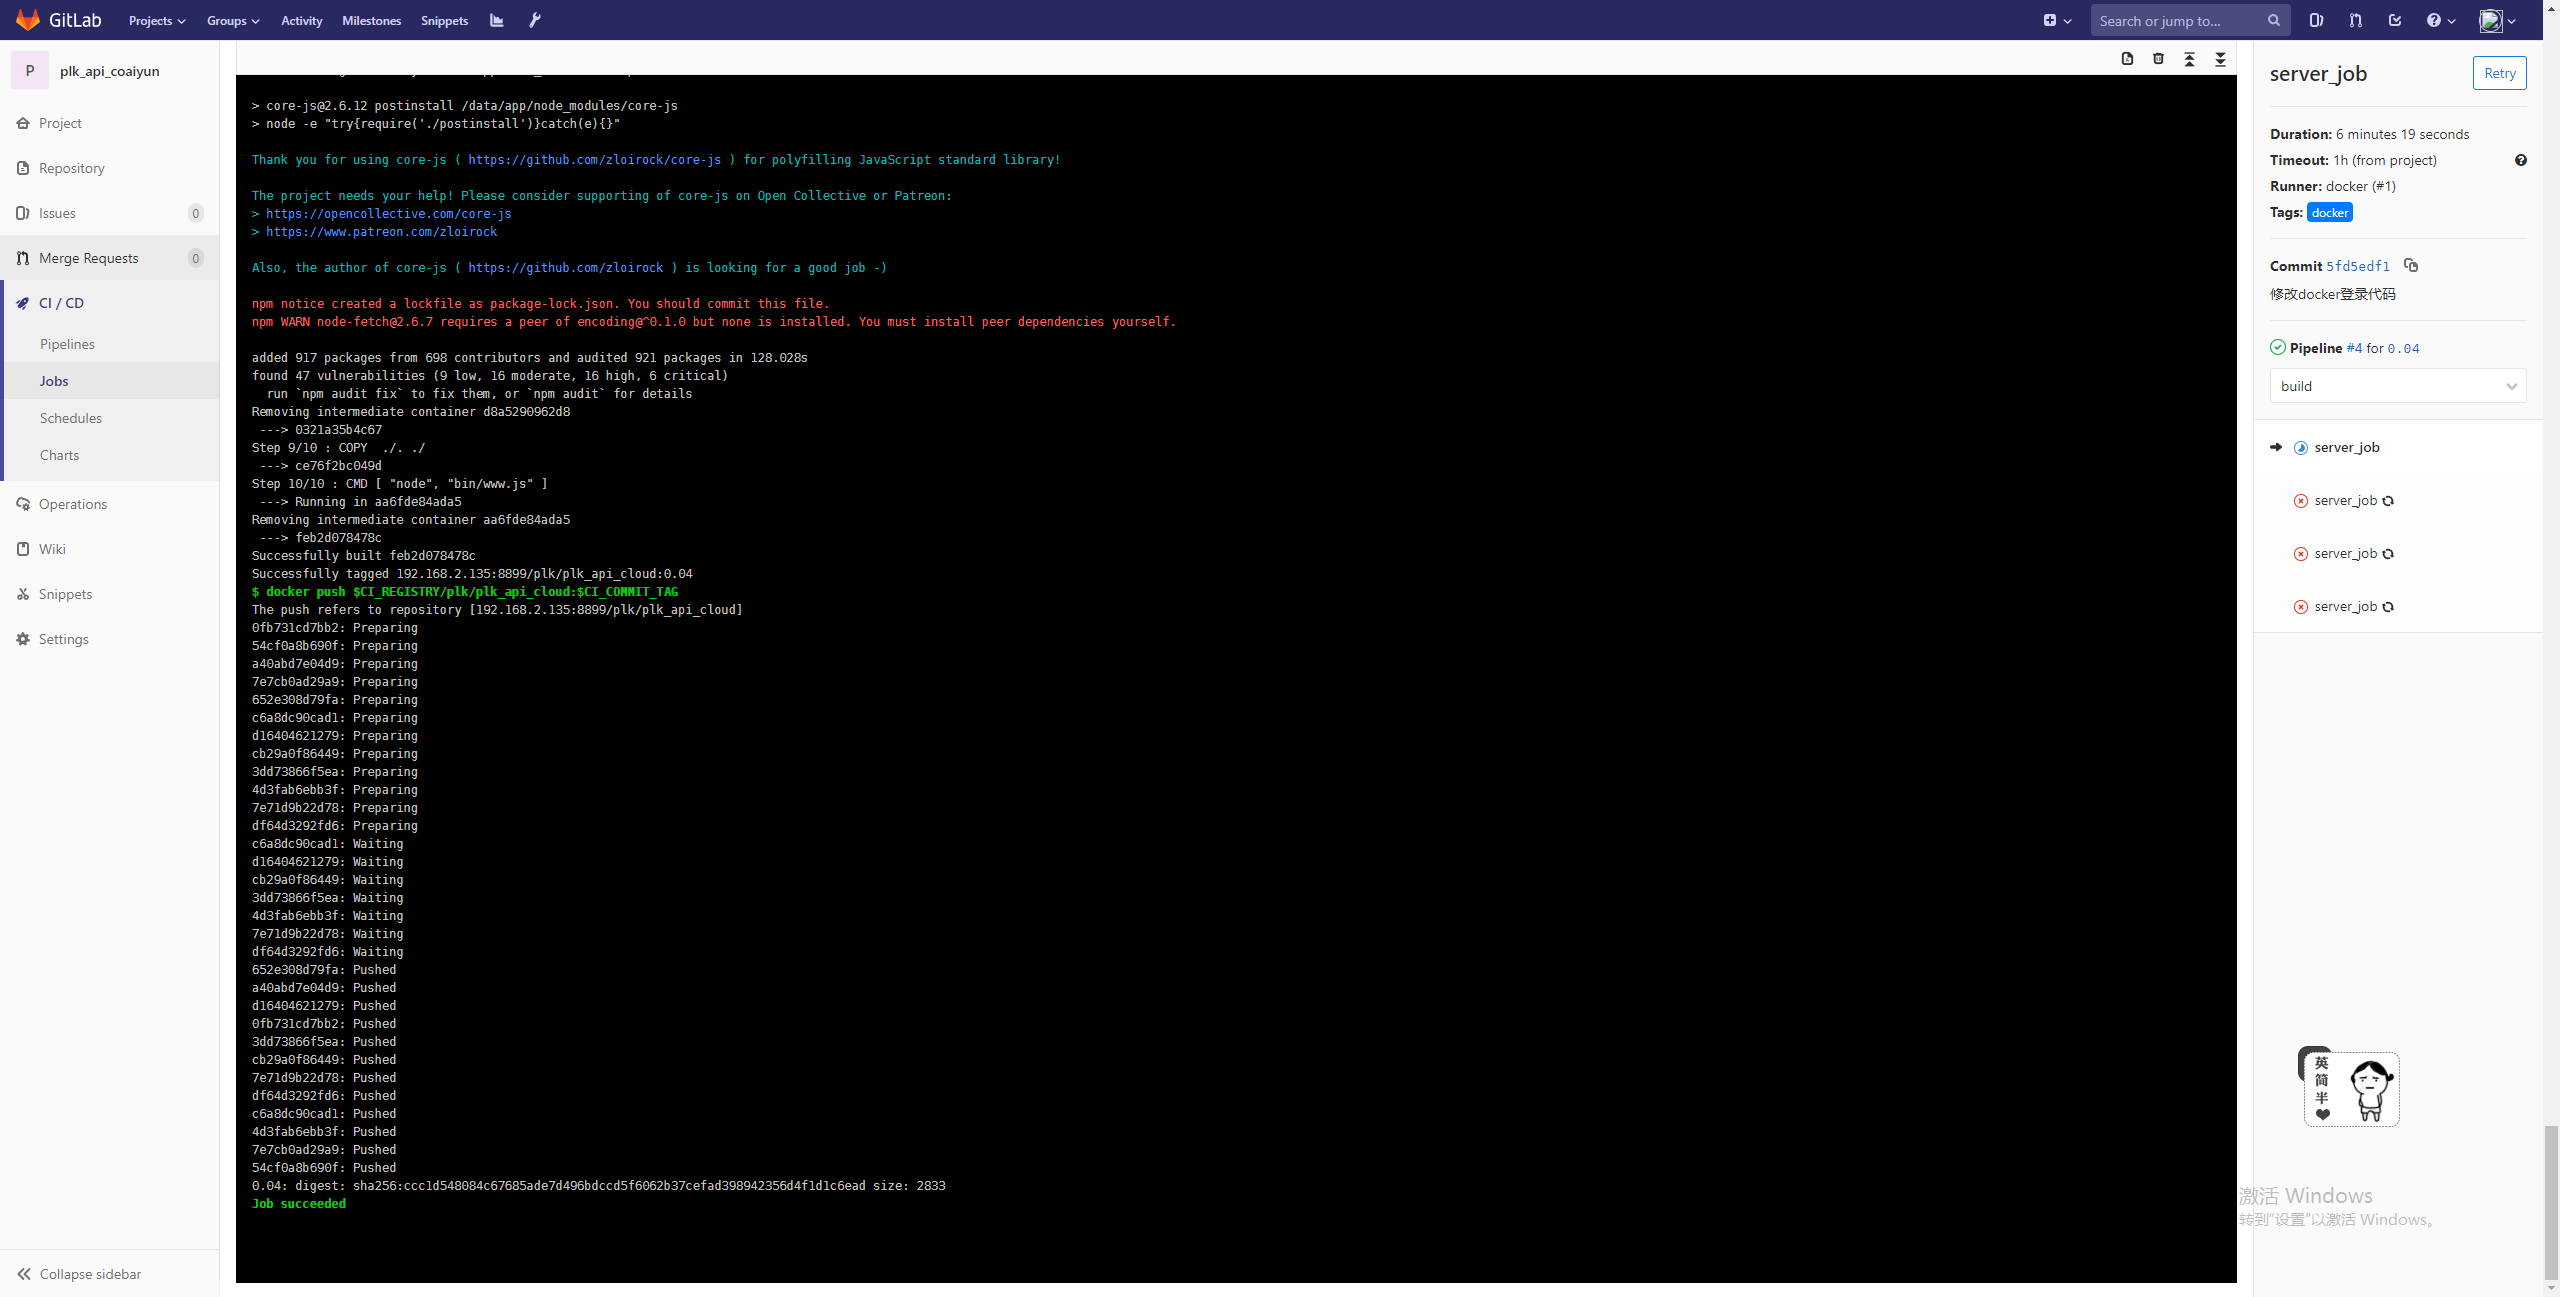 GitLab Projects Groups Activity Milestones Snippets Search or jump to...
P plk_api_coaiyun
Project
Repository
Issues 0
Merge Requests 0
CI / CD
Pipelines
Jobs
Schedules
Charts
Operations
Wiki
Snippets
Settings
Collapse sidebar
> core-js@2.6.12 postinstall /data/app/node_modules/core-js
> node -e "try{require('./postinstall')}catch(e){}"
Thank you for using core-js ( https://github.com/zloirock/core-js ) for polyfilling JavaScript standard library!
The project needs your help! Please consider supporting of core-js on Open Collective or Patreon:
> https://opencollective.com/core-js
> https://www.patreon.com/zloirock
Also, the author of core-js ( https://github.com/zloirock ) is looking for a good job -)
npm notice created a lockfile as package-lock.json. You should commit this file.
npm WARN node-fetch@2.6.7 requires a peer of encoding@^0.1.0 but none is installed. You must install peer dependencies yourself.
added 917 packages from 698 contributors and audited 921 packages in 128.028s
found 47 vulnerabilities (9 low, 16 moderate, 16 high, 6 critical)
run `npm audit fix` to fix them, or `npm audit` for details
Removing intermediate container d8a5290962d8
---> 0321a35b4c67
Step 9/10 : COPY ./. ./
---> ce76f2bc049d
Step 10/10 : CMD [ "node", "bin/www.js" ]
---> Running in aa6fde84ada5
Removing intermediate container aa6fde84ada5
---> feb2d078478c
Successfully built feb2d078478c
Successfully tagged 192.168.2.135:8899/plk/plk_api_cloud:0.04
$ docker push $CI_REGISTRY/plk/plk_api_cloud:$CI_COMMIT_TAG
The push refers to repository [192.168.2.135:8899/plk/plk_api_cloud]
0fb731cd7bb2: Preparing
54cf0a8b690f: Preparing
a40abd7e04d9: Preparing
7e7cb0ad29a9: Preparing
652e308d79fa: Preparing
c6a8dc90cad1: Preparing
d16404621279: Preparing
cb29a0f86449: Preparing
3dd73866f5ea: Preparing
4d3fab6ebb3f: Preparing
7e71d9b22d78: Preparing
df64d3292fd6: Preparing
c6a8dc90cad1: Waiting
d16404621279: Waiting
cb29a0f86449: Waiting
3dd73866f5ea: Waiting
4d3fab6ebb3f: Waiting
7e71d9b22d78: Waiting
df64d3292fd6: Waiting
652e308d79fa: Pushed
a40abd7e04d9: Pushed
d16404621279: Pushed
0fb731cd7bb2: Pushed
3dd73866f5ea: Pushed
cb29a0f86449: Pushed
7e71d9b22d78: Pushed
df64d3292fd6: Pushed
c6a8dc90cad1: Pushed
4d3fab6ebb3f: Pushed
7e7cb0ad29a9: Pushed
54cf0a8b690f: Pushed
0.04: digest: sha256:ccc1d548084c67685ade7d496bdccd5f6062b37cefad398942356d4f1d1c6ead size: 2833
Job succeeded
server_job Retry
Duration: 6 minutes 19 seconds
Timeout: 1h (from project)
Runner: docker (#1)
Tags: docker
Commit 5fd5edf1
修改docker登录代码
Pipeline #4 for 0.04
build
server_job
server_job
server_job
server_job
英
简
半
激活 Windows
转到"设置"以激活 Windows。